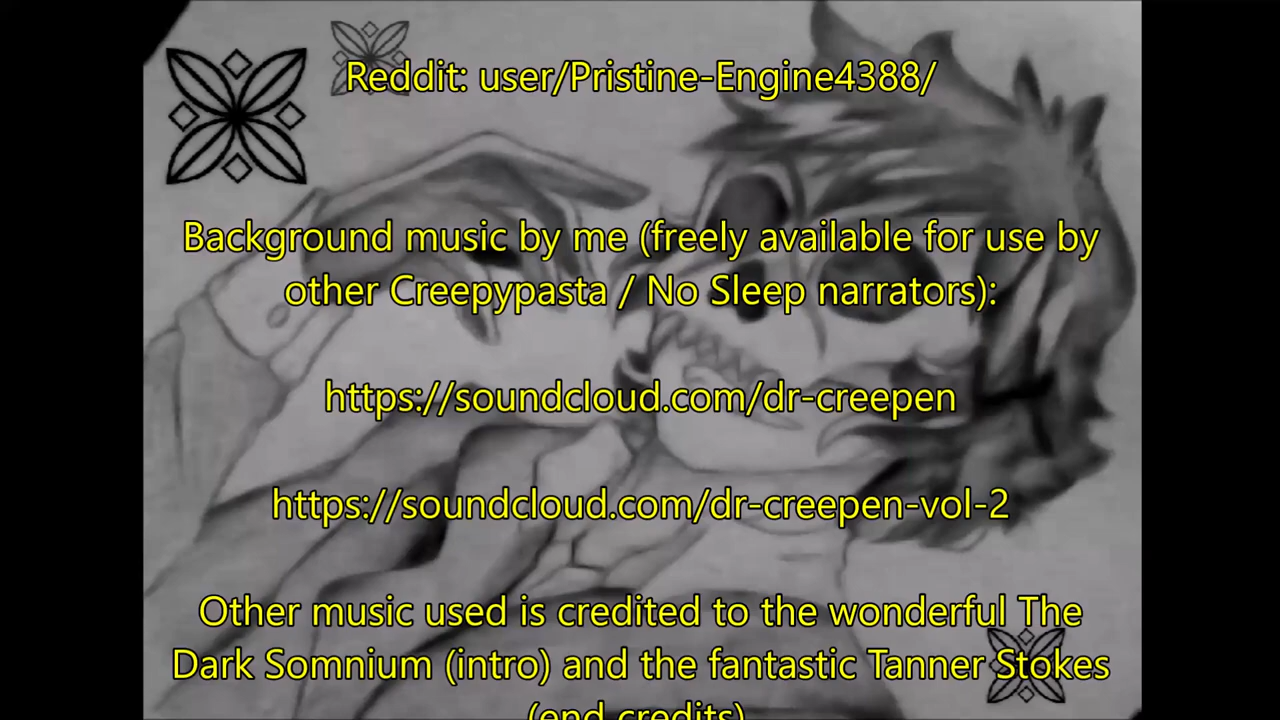 Reddit: user/Pristine-Engine4388/
Background music by me (freely available for use by
other Creepypasta / No Sleep narrators):
https://soundcloud.com/dr-creepen
https://soundcloud.com/dr-creepen-vol-2
Other music used is credited to the wonderful The
Dark Somnium (intro) and the fantastic Tanner Stokes
(end credits)